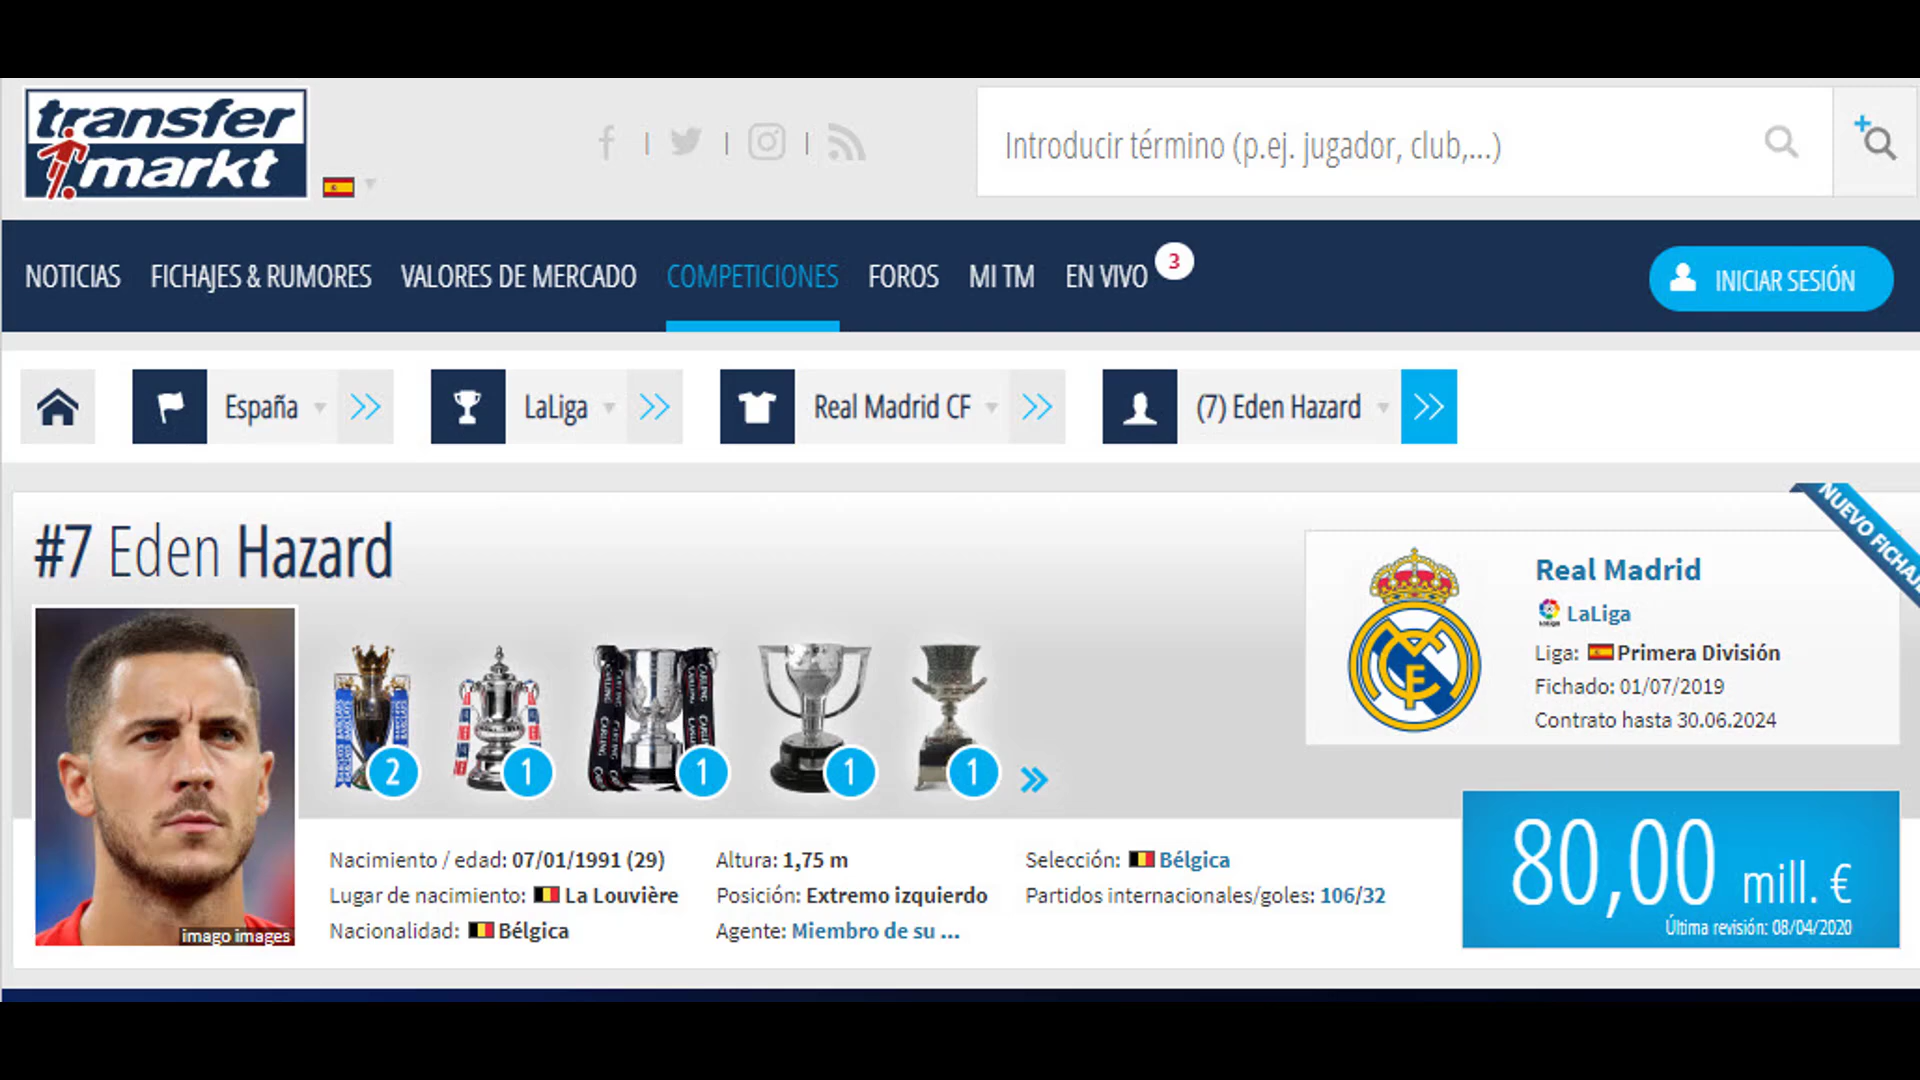 transfer
markt
Introducir término (p.ej. jugador, club,...)
NOTICIAS FICHAJES & RUMORES VALORES DE MERCADO COMPETICIONES FOROS MI TM EN VIVO 3
INICIAR SESIÓN
España LaLiga Real Madrid CF (7) Eden Hazard
#7 Eden Hazard
NUEVO FICHAJ
Real Madrid
LaLiga
Liga: Primera División
Fichado: 01/07/2019
Contrato hasta 30.06.2024
2 1 1 1 1
CARLING
80,00 mill. €
Última revisión: 08/04/2020
Nacimiento / edad: 07/01/1991 (29)
Lugar de nacimiento: La Louvière
Nacionalidad: Bélgica
Altura: 1,75 m
Posición: Extremo izquierdo
Agente: Miembro de su ...
Selección: Bélgica
Partidos internacionales/goles: 106/32
imago images